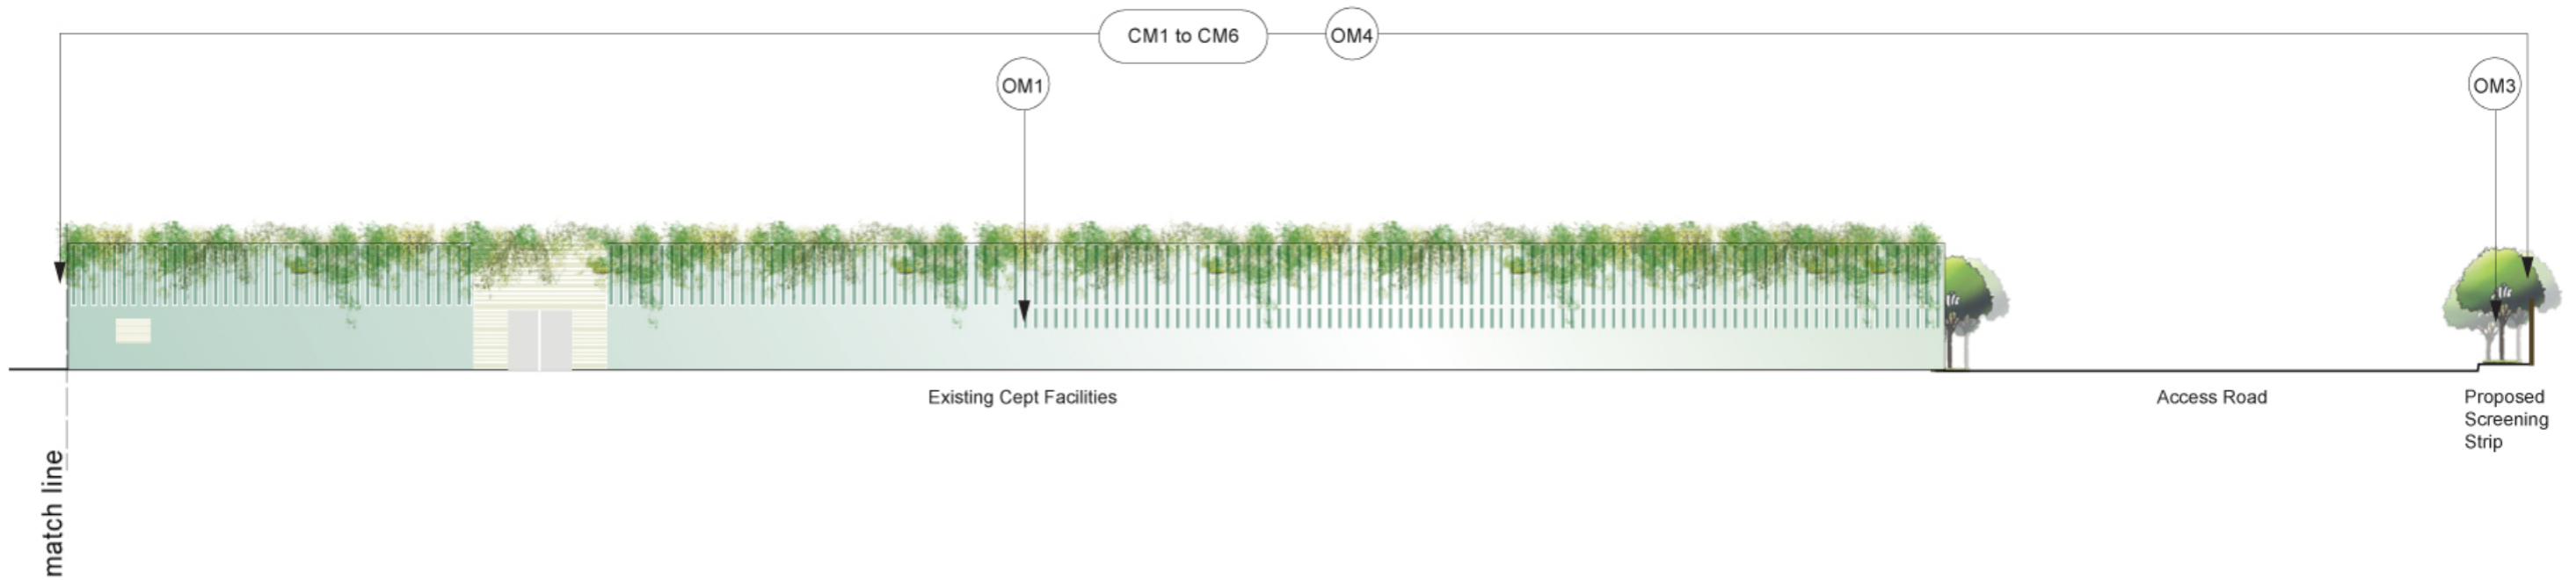 CM1 to CM6
OM4
OM1
OM3
Existing Cept Facilities
Access Road
Proposed
Screening
Strip
match line